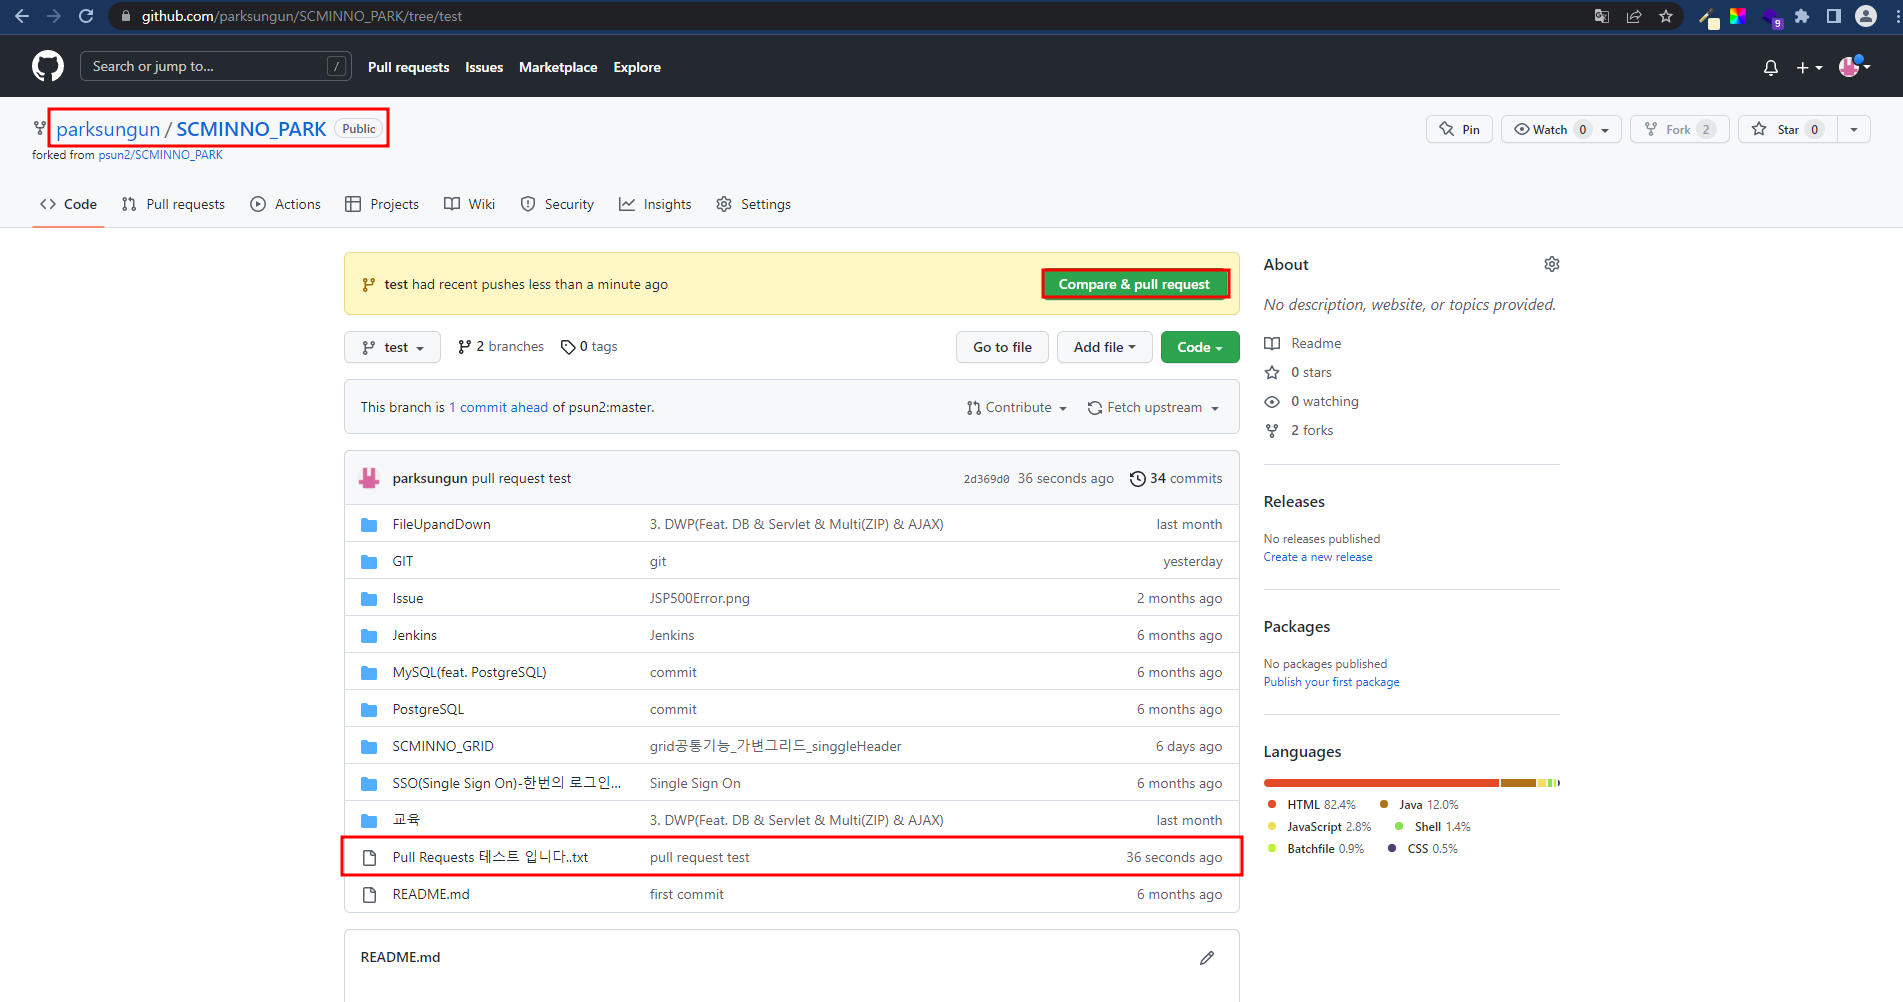 github.com/parksungun/SCMINNO_PARK/tree/test
9
Search or jump to... /
Pull requests Issues Marketplace Explore
parksungun / SCMINNO_PARK Public
Pin Watch 0 Fork 2 Star 0
forked from psun2/SCMINNO_PARK
Code Pull requests Actions Projects Wiki Security Insights Settings
test had recent pushes less than a minute ago Compare & pull request
test 2 branches 0 tags Go to file Add file Code
This branch is 1 commit ahead of psun2:master. Contribute Fetch upstream
parksungun pull request test 2d369d0 36 seconds ago 34 commits
FileUpandDown 3. DWP(Feat. DB & Servlet & Multi(ZIP) & AJAX) last month
GIT git yesterday
Issue JSP500Error.png 2 months ago
Jenkins Jenkins 6 months ago
MySQL(feat. PostgreSQL) commit 6 months ago
PostgreSQL commit 6 months ago
SCMINNO_GRID grid공통기능_가변그리드_singgleHeader 6 days ago
SSO(Single Sign On)-한번의 로그인... Single Sign On 6 months ago
교육 3. DWP(Feat. DB & Servlet & Multi(ZIP) & AJAX) last month
Pull Requests 테스트 입니다..txt pull request test 36 seconds ago
README.md first commit 6 months ago
README.md
About
No description, website, or topics provided.
Readme
0 stars
0 watching
2 forks
Releases
No releases published
Create a new release
Packages
No packages published
Publish your first package
Languages
HTML 82.4% Java 12.0%
JavaScript 2.8% Shell 1.4%
Batchfile 0.9% CSS 0.5%